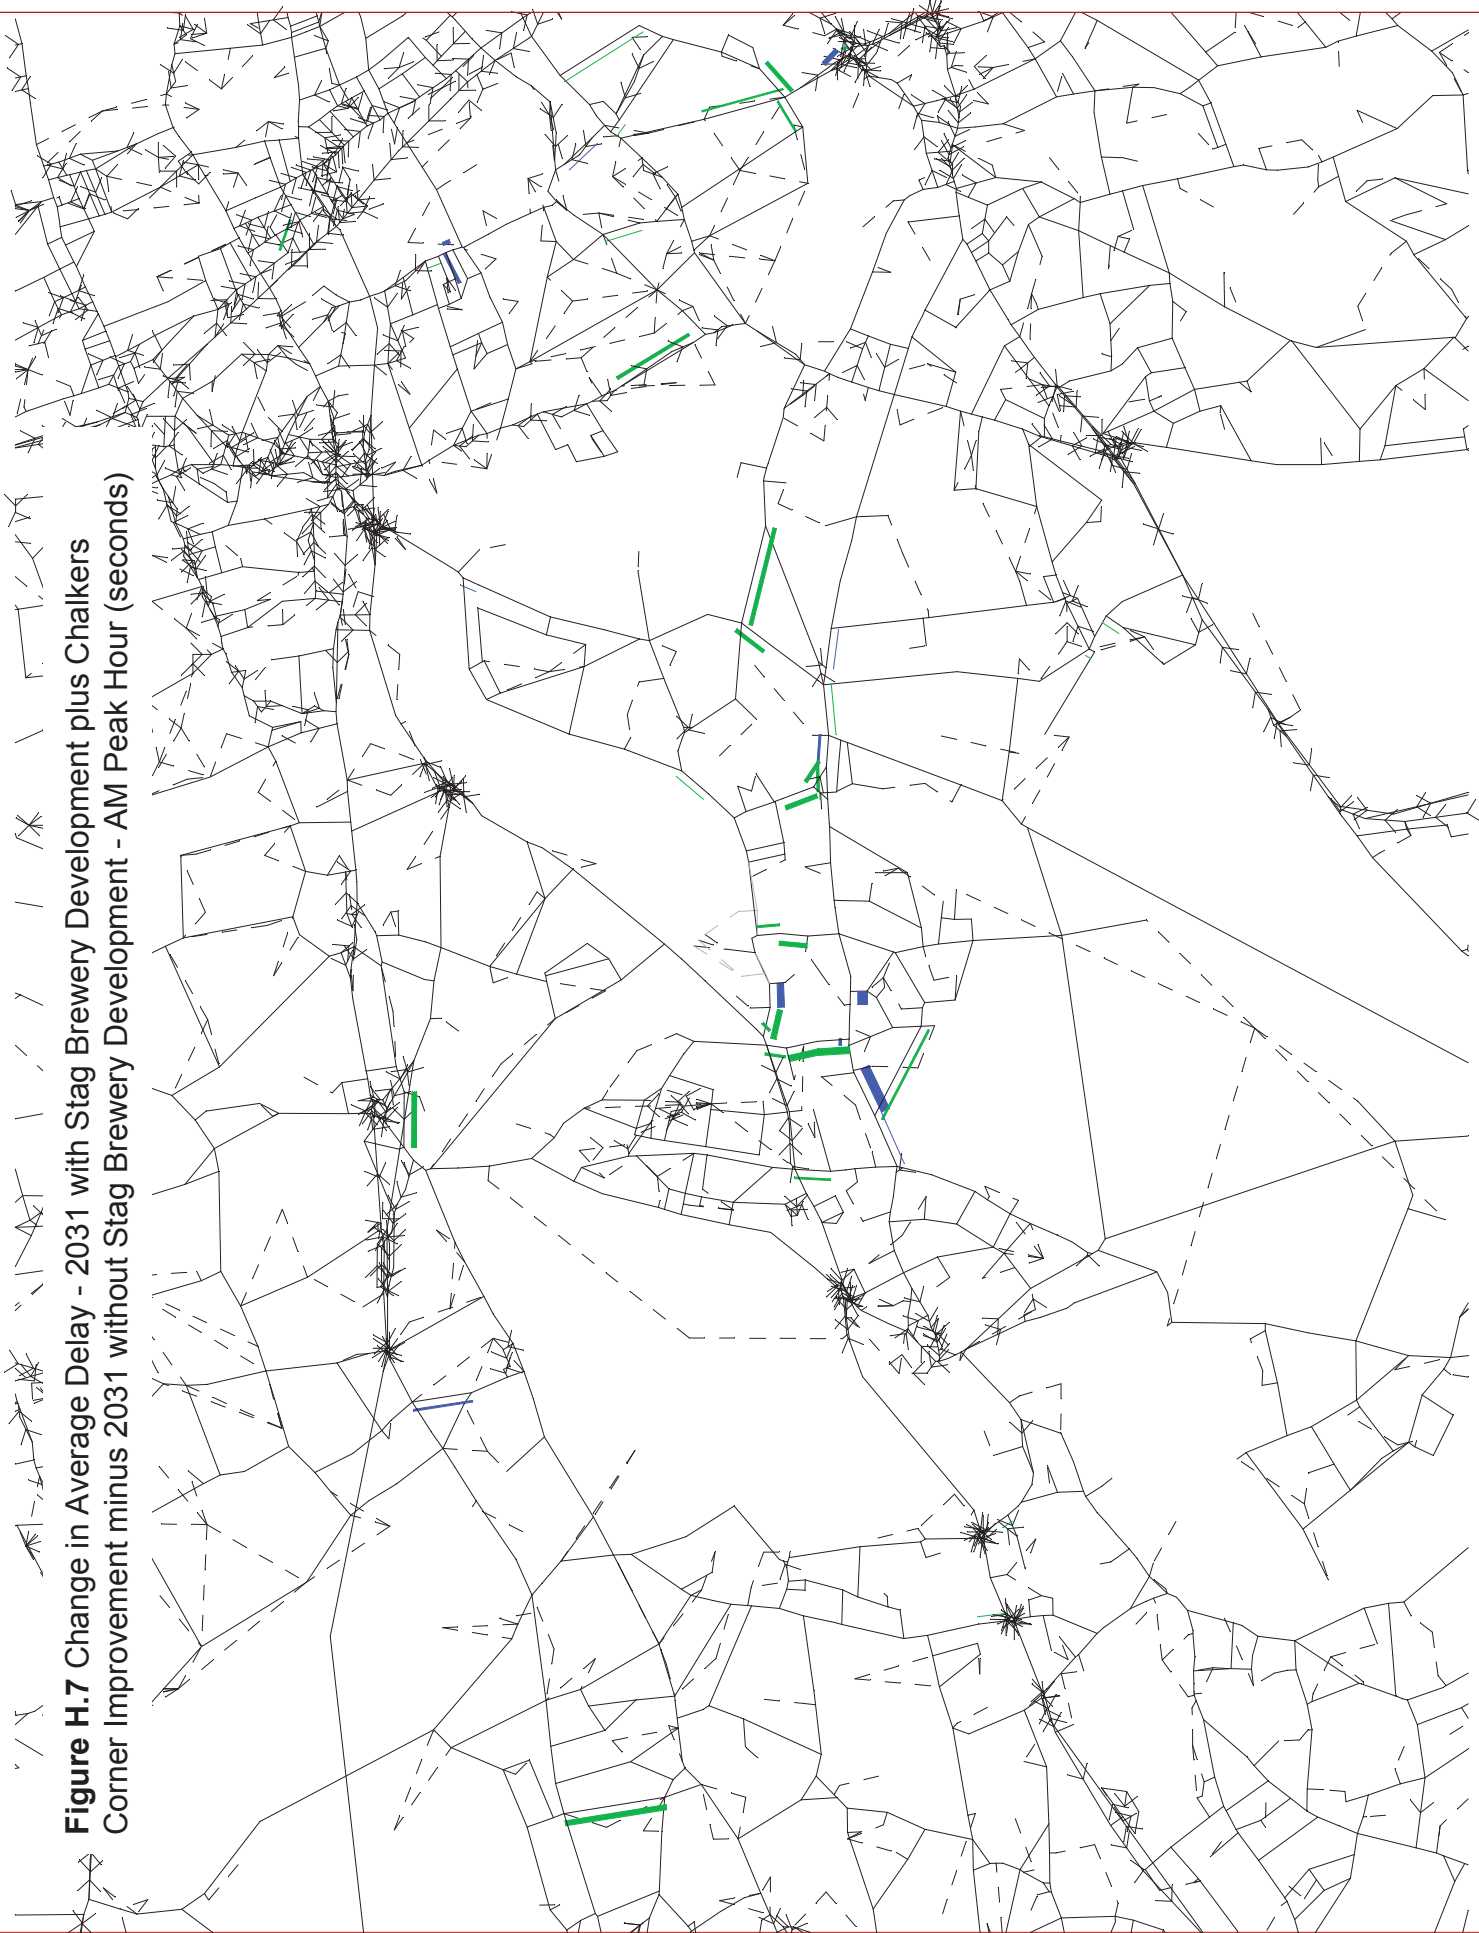 Figure H.7 Change in Average Delay - 2031 with Stag Brewery Development plus Chalkers
Corner Improvement minus 2031 without Stag Brewery Development - AM Peak Hour (seconds)